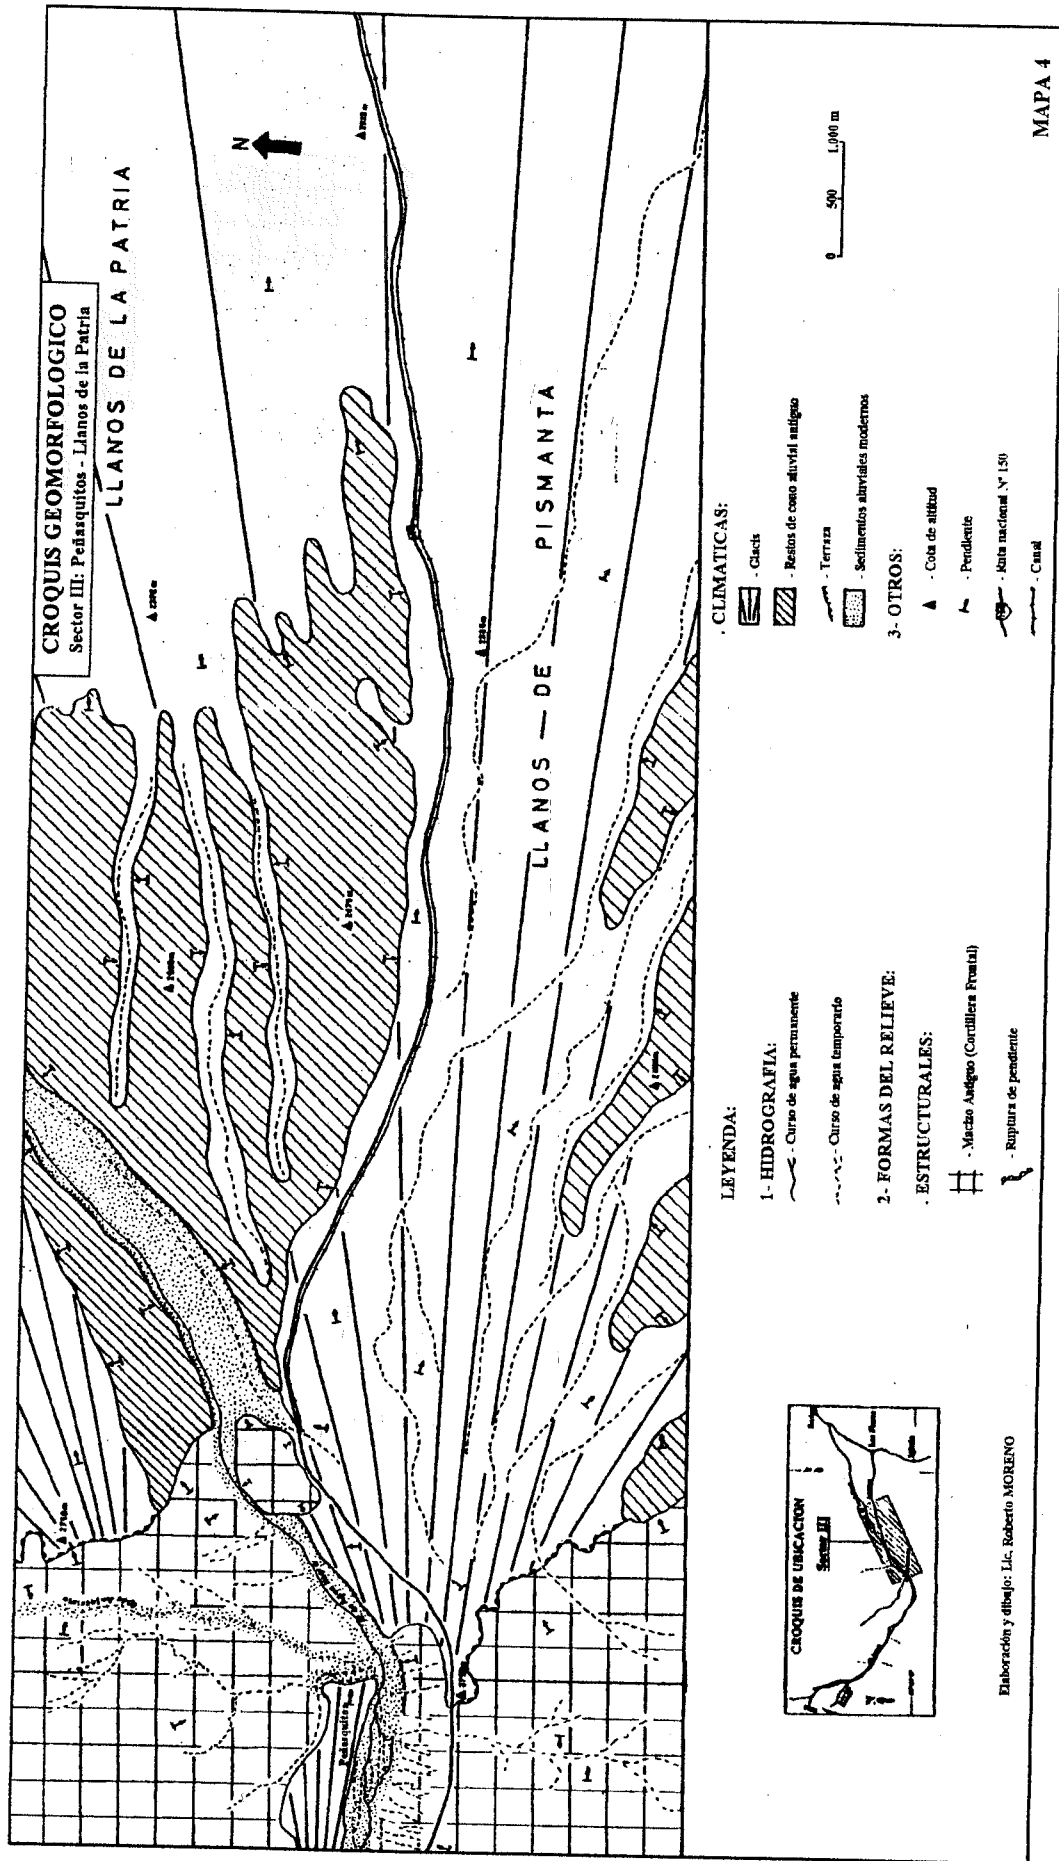 CROQUIS GEOMORFOLOGICO
Sector III: Peñasquitos - Llanos de la Patria
LLANOS DE LA PATRIA
N
LLANOS — DE PISMANTA
Peñasquitos
LEYENDA:
1- HIDROGRAFIA:
- Curso de agua permanente
- Curso de agua temporario
2- FORMAS DEL RELIEVE:
. ESTRUCTURALES:
- Macizo Antiguo (Cordillera Frontal)
- Ruptura de pendiente
. CLIMATICAS:
- Glacis
- Restos de cono aluvial antiguo
- Terraza
- Sedimentos aluviales modernos
3- OTROS:
- Cota de altitud
- Pendiente
- Ruta nacional Nº 150
- Canal
0 500 1.000 m
CROQUIS DE UBICACION
Sector III
Elaboración y dibujo: Lic. Roberto MORENO
MAPA 4